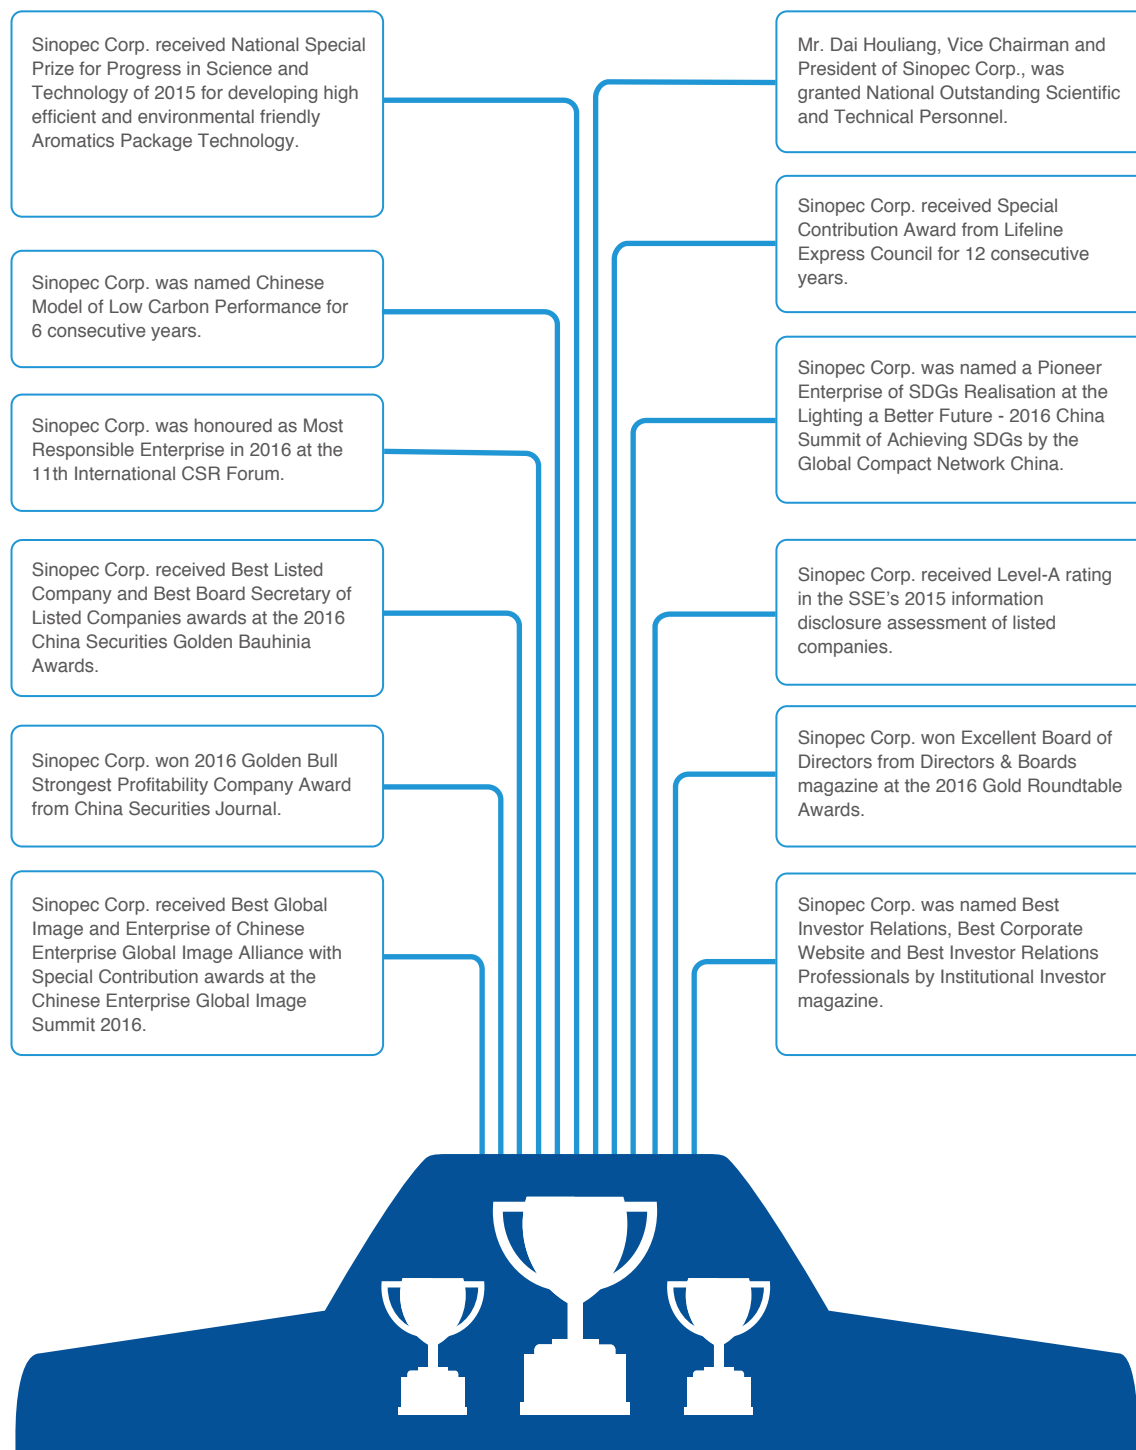 Sinopec Corp. received National Special
Prize for Progress in Science and
Technology of 2015 for developing high
efficient and environmental friendly
Aromatics Package Technology.
Sinopec Corp. was named Chinese
Model of Low Carbon Performance for
6 consecutive years.
Sinopec Corp. was honoured as Most
Responsible Enterprise in 2016 at the
11th International CSR Forum.
Sinopec Corp. received Best Listed
Company and Best Board Secretary of
Listed Companies awards at the 2016
China Securities Golden Bauhinia
Awards.
Sinopec Corp. won 2016 Golden Bull
Strongest Profitability Company Award
from China Securities Journal.
Sinopec Corp. received Best Global
Image and Enterprise of Chinese
Enterprise Global Image Alliance with
Special Contribution awards at the
Chinese Enterprise Global Image
Summit 2016.
Mr. Dai Houliang, Vice Chairman and
President of Sinopec Corp., was
granted National Outstanding Scientific
and Technical Personnel.
Sinopec Corp. received Special
Contribution Award from Lifeline
Express Council for 12 consecutive
years.
Sinopec Corp. was named a Pioneer
Enterprise of SDGs Realisation at the
Lighting a Better Future - 2016 China
Summit of Achieving SDGs by the
Global Compact Network China.
Sinopec Corp. received Level-A rating
in the SSE’s 2015 information
disclosure assessment of listed
companies.
Sinopec Corp. won Excellent Board of
Directors from Directors & Boards
magazine at the 2016 Gold Roundtable
Awards.
Sinopec Corp. was named Best
Investor Relations, Best Corporate
Website and Best Investor Relations
Professionals by Institutional Investor
magazine.